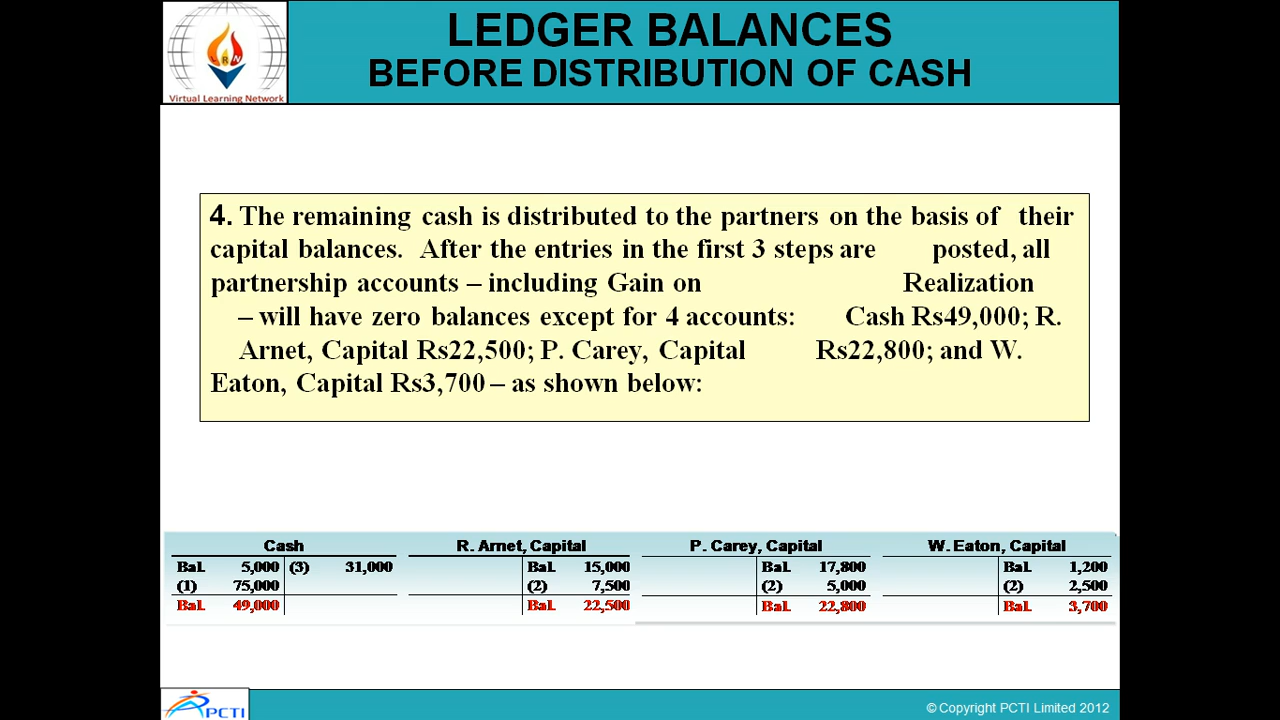 LEDGER BALANCES
BEFORE DISTRIBUTION OF CASH
Virtual Learning Network
4. The remaining cash is distributed to the partners on the basis of their
capital balances. After the entries in the first 3 steps are posted, all
partnership accounts – including Gain on Realization
– will have zero balances except for 4 accounts: Cash Rs49,000; R.
Arnet, Capital Rs22,500; P. Carey, Capital Rs22,800; and W.
Eaton, Capital Rs3,700 – as shown below:
Cash R. Arnet, Capital P. Carey, Capital W. Eaton, Capital
Bal. 5,000 (3) 31,000 Bal. 15,000 Bal. 17,800 Bal. 1,200
(1) 75,000 (2) 7,500 (2) 5,000 (2) 2,500
Bal. 49,000 Bal. 22,500 Bal. 22,800 Bal. 3,700
PCTI
© Copyright PCTI Limited 2012